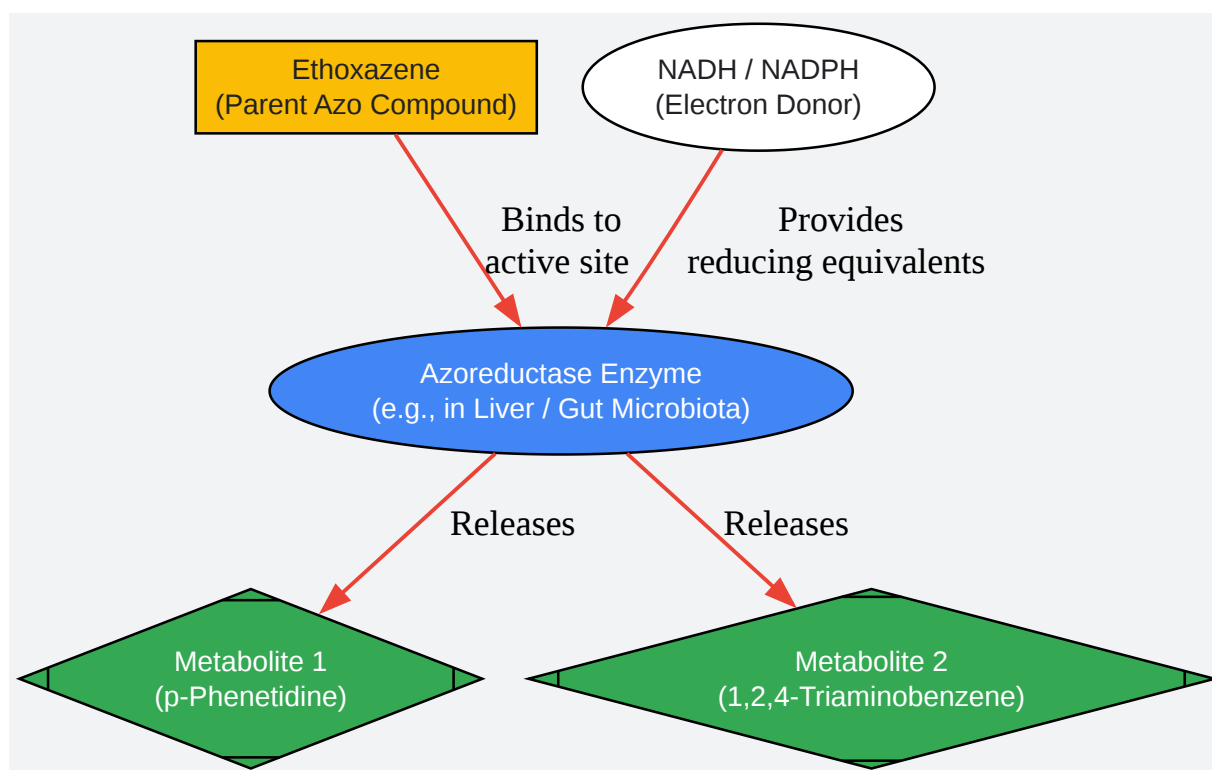 Ethoxazene
(Parent Azo Compound)
NADH / NADPH
(Electron Donor)
Binds to
active site
Provides
reducing equivalents
Azoreductase Enzyme
(e.g., in Liver / Gut Microbiota)
Releases
Releases
Metabolite 1
(p-Phenetidine)
Metabolite 2
(1,2,4-Triaminobenzene)